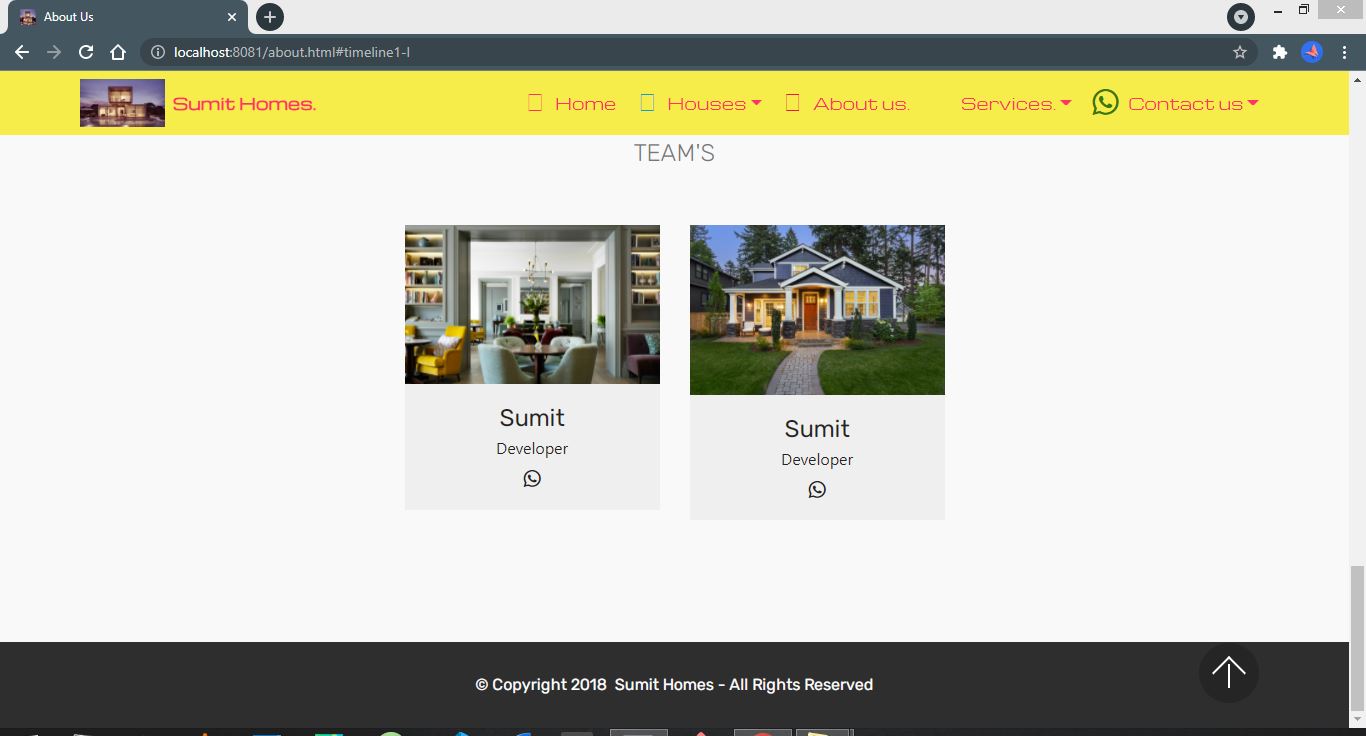 About Us
localhost:8081/about.html#timeline1-l
Sumit Homes. Home Houses About us. Services. Contact us
TEAM'S
Sumit
Developer
Sumit
Developer
© Copyright 2018 Sumit Homes - All Rights Reserved